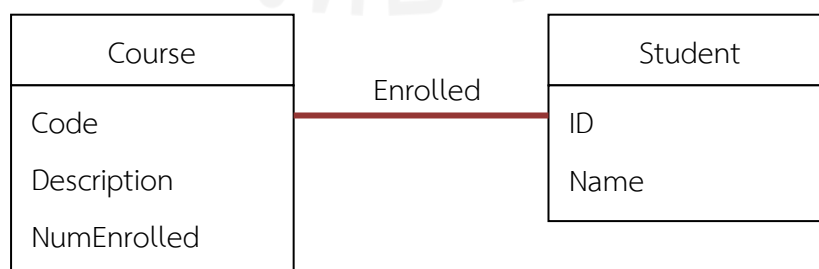 Course
Code
Description
NumEnrolled
Enrolled
Student
ID
Name